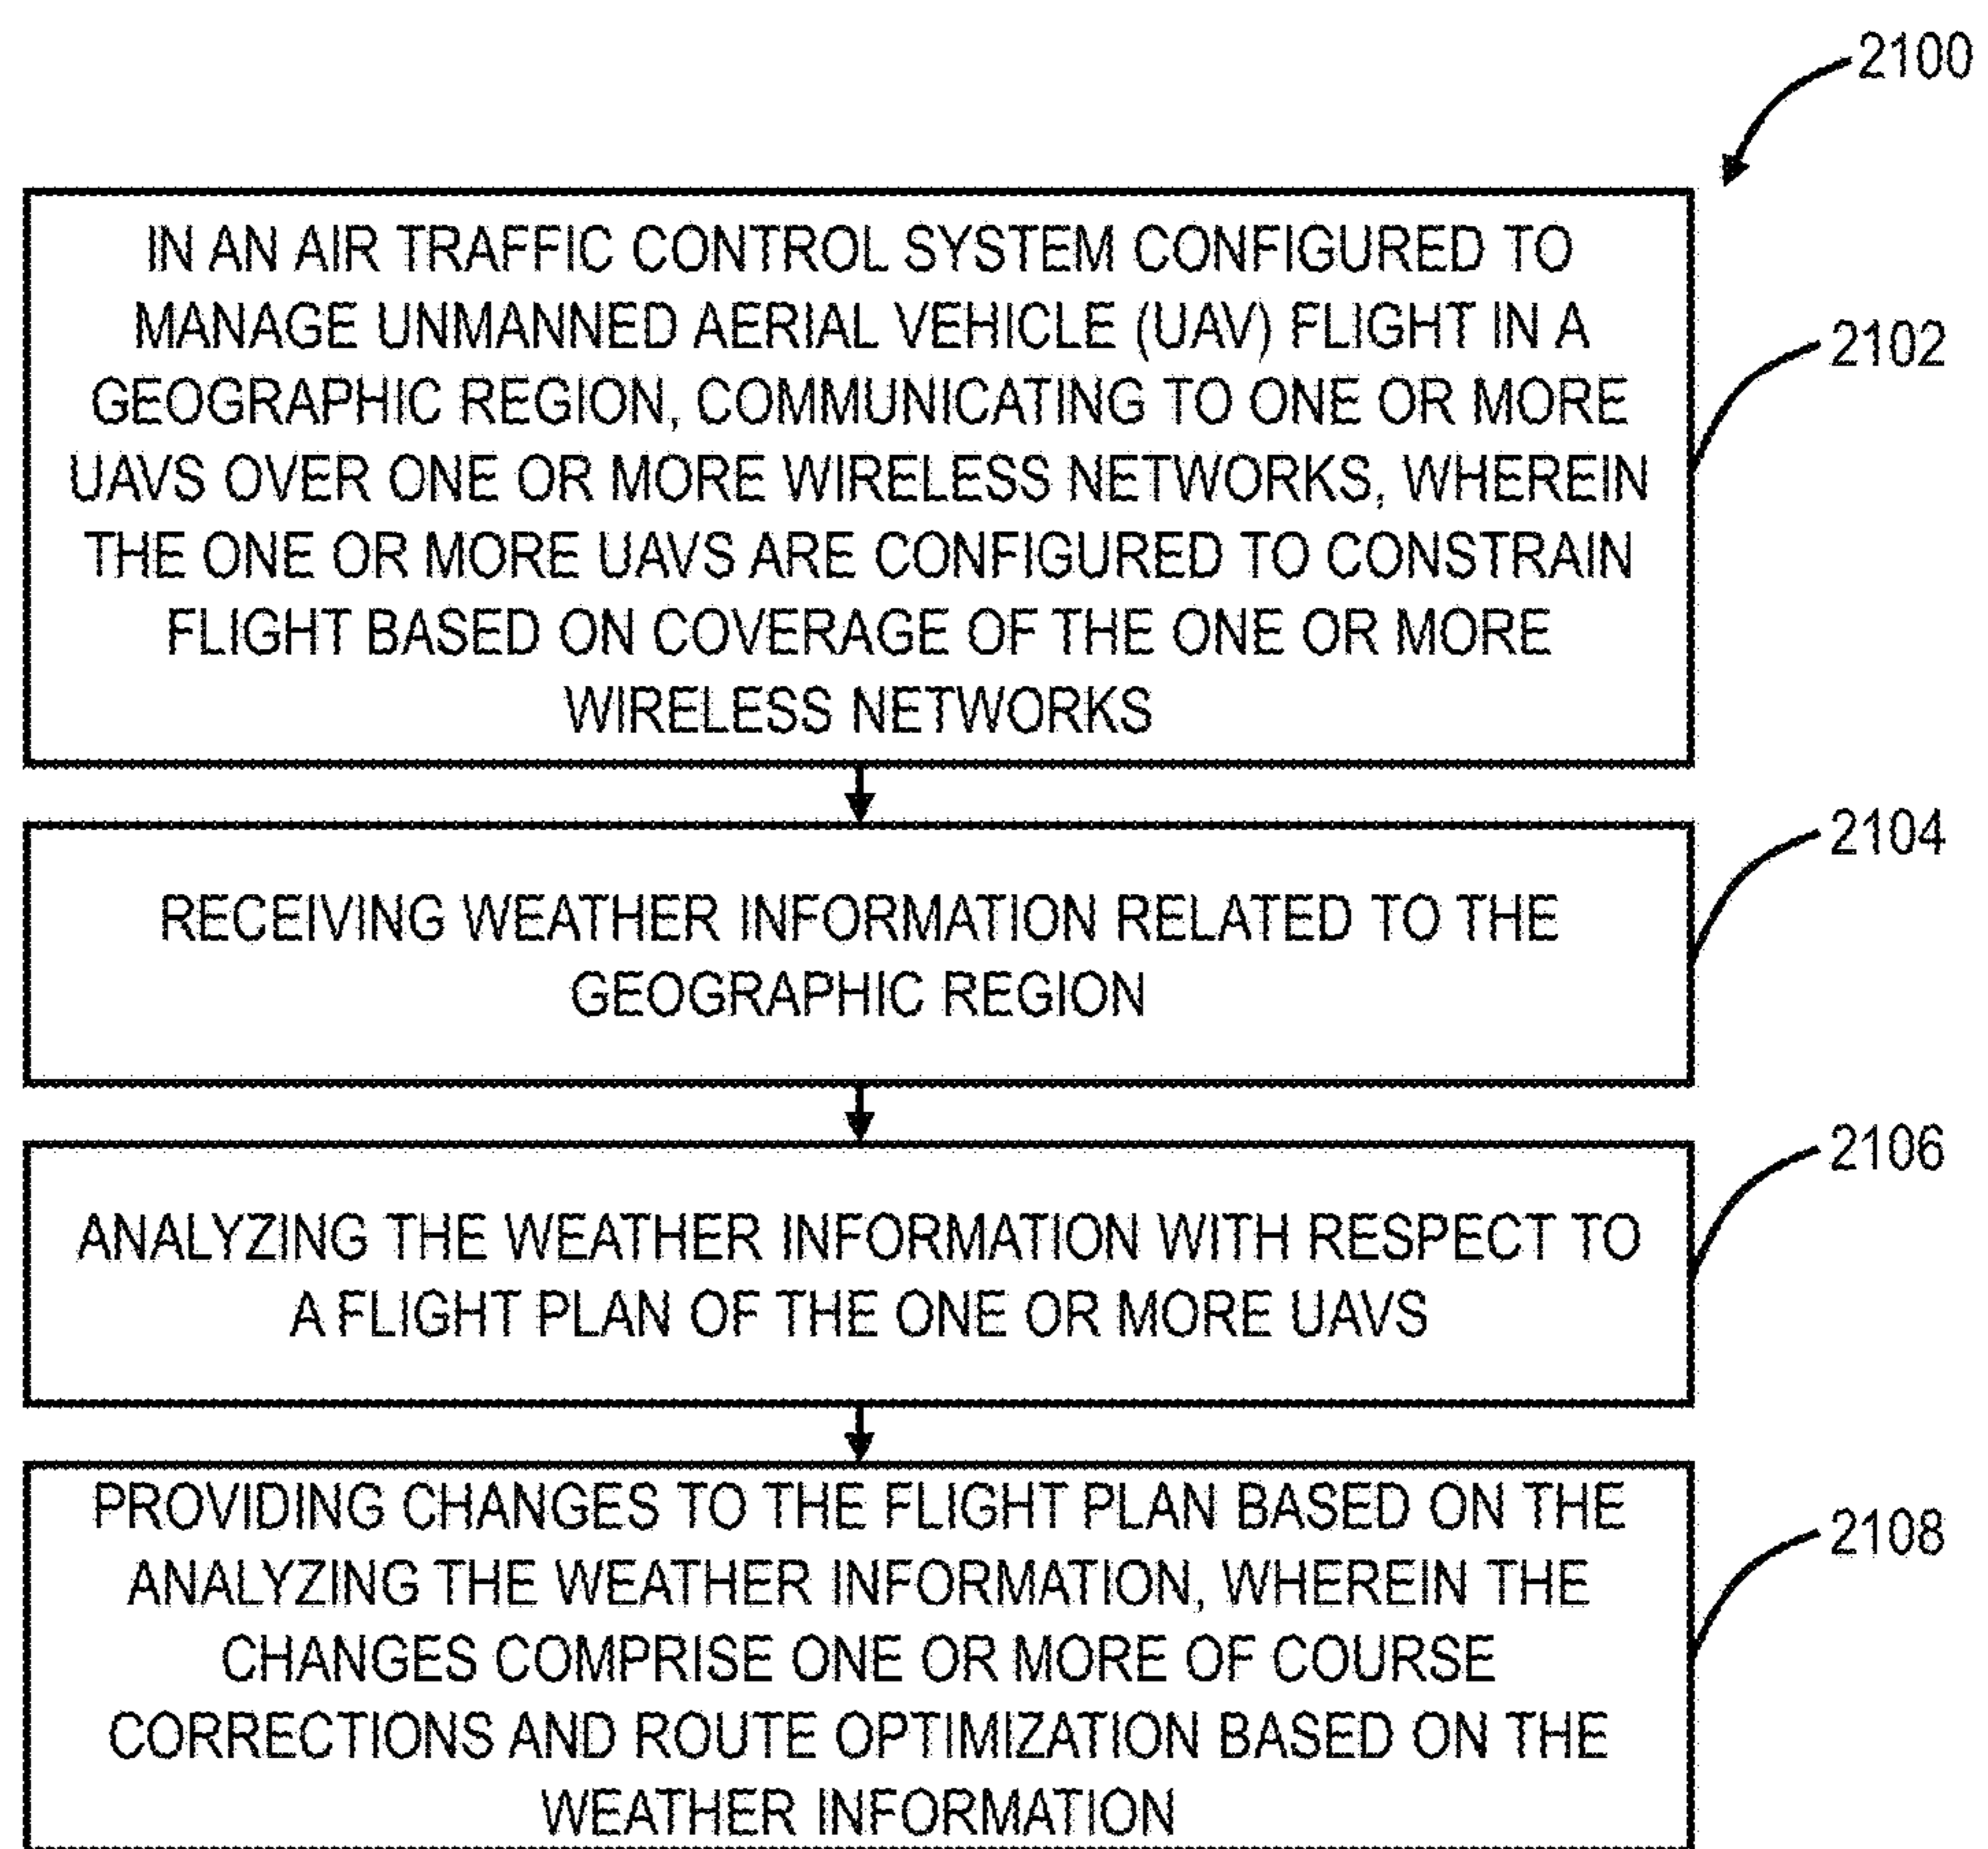 2100
IN AN AIR TRAFFIC CONTROL SYSTEM CONFIGURED TO
MANAGE UNMANNED AERIAL VEHICLE (UAV) FLIGHT IN A
GEOGRAPHIC REGION, COMMUNICATING TO ONE OR MORE
UAVS OVER ONE OR MORE WIRELESS NETWORKS, WHEREIN
THE ONE OR MORE UAVS ARE CONFIGURED TO CONSTRAIN
FLIGHT BASED ON COVERAGE OF THE ONE OR MORE
WIRELESS NETWORKS
2102
RECEIVING WEATHER INFORMATION RELATED TO THE
GEOGRAPHIC REGION
2104
ANALYZING THE WEATHER INFORMATION WITH RESPECT TO
A FLIGHT PLAN OF THE ONE OR MORE UAVS
2106
PROVIDING CHANGES TO THE FLIGHT PLAN BASED ON THE
ANALYZING THE WEATHER INFORMATION, WHEREIN THE
CHANGES COMPRISE ONE OR MORE OF COURSE
CORRECTIONS AND ROUTE OPTIMIZATION BASED ON THE
WEATHER INFORMATION
2108